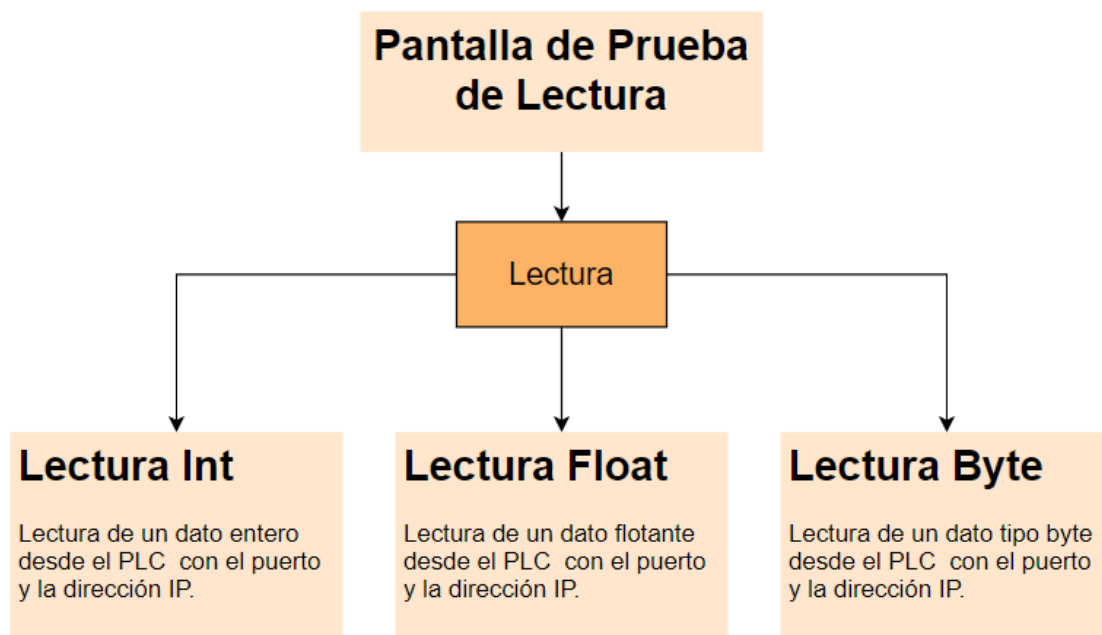 Pantalla de Prueba
de Lectura
Lectura
Lectura Int
Lectura de un dato entero
desde el PLC  con el puerto
y la dirección IP.
Lectura Float
Lectura de un dato flotante
desde el PLC  con el puerto
y la dirección IP.
Lectura Byte
Lectura de un dato tipo byte
desde el PLC  con el puerto
y la dirección IP.